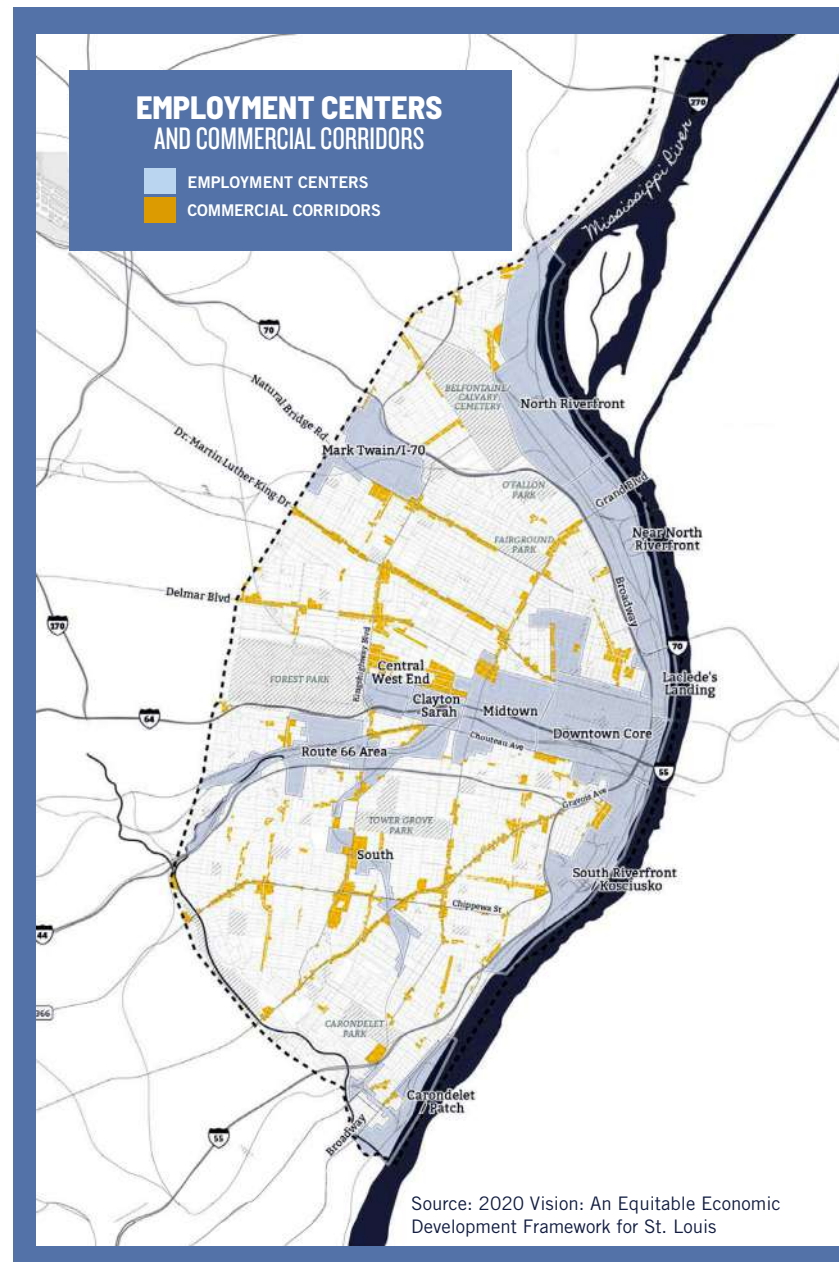 EMPLOYMENT CENTERS
AND COMMERCIAL CORRIDORS
EMPLOYMENT CENTERS
COMMERCIAL CORRIDORS
270
Mississippi River
70
Natural Bridge Rd
BELFONTAINE/
CALVARY
CEMETERY
North Riverfront
Dr. Martin Luther King Dr
Mark Twain/I-70
O'FALLON
PARK
Grand Blvd
FAIRGROUND
PARK
Near North
Riverfront
Delmar Blvd
Broadway
370
Kingshighway Blvd
70
FOREST PARK
Central
West End
Laclede's
Landing
64
Clayton
Sarah
Midtown
Downtown Core
Chouteau Ave
Route 66 Area
55
Gravois Ave
TOWER GROVE
PARK
South
South Riverfront
/Kosciusko
Chippewa St
44
366
CARONDELET
PARK
Carondelet
/Patch
Broadway
55
Source: 2020 Vision: An Equitable Economic
Development Framework for St. Louis